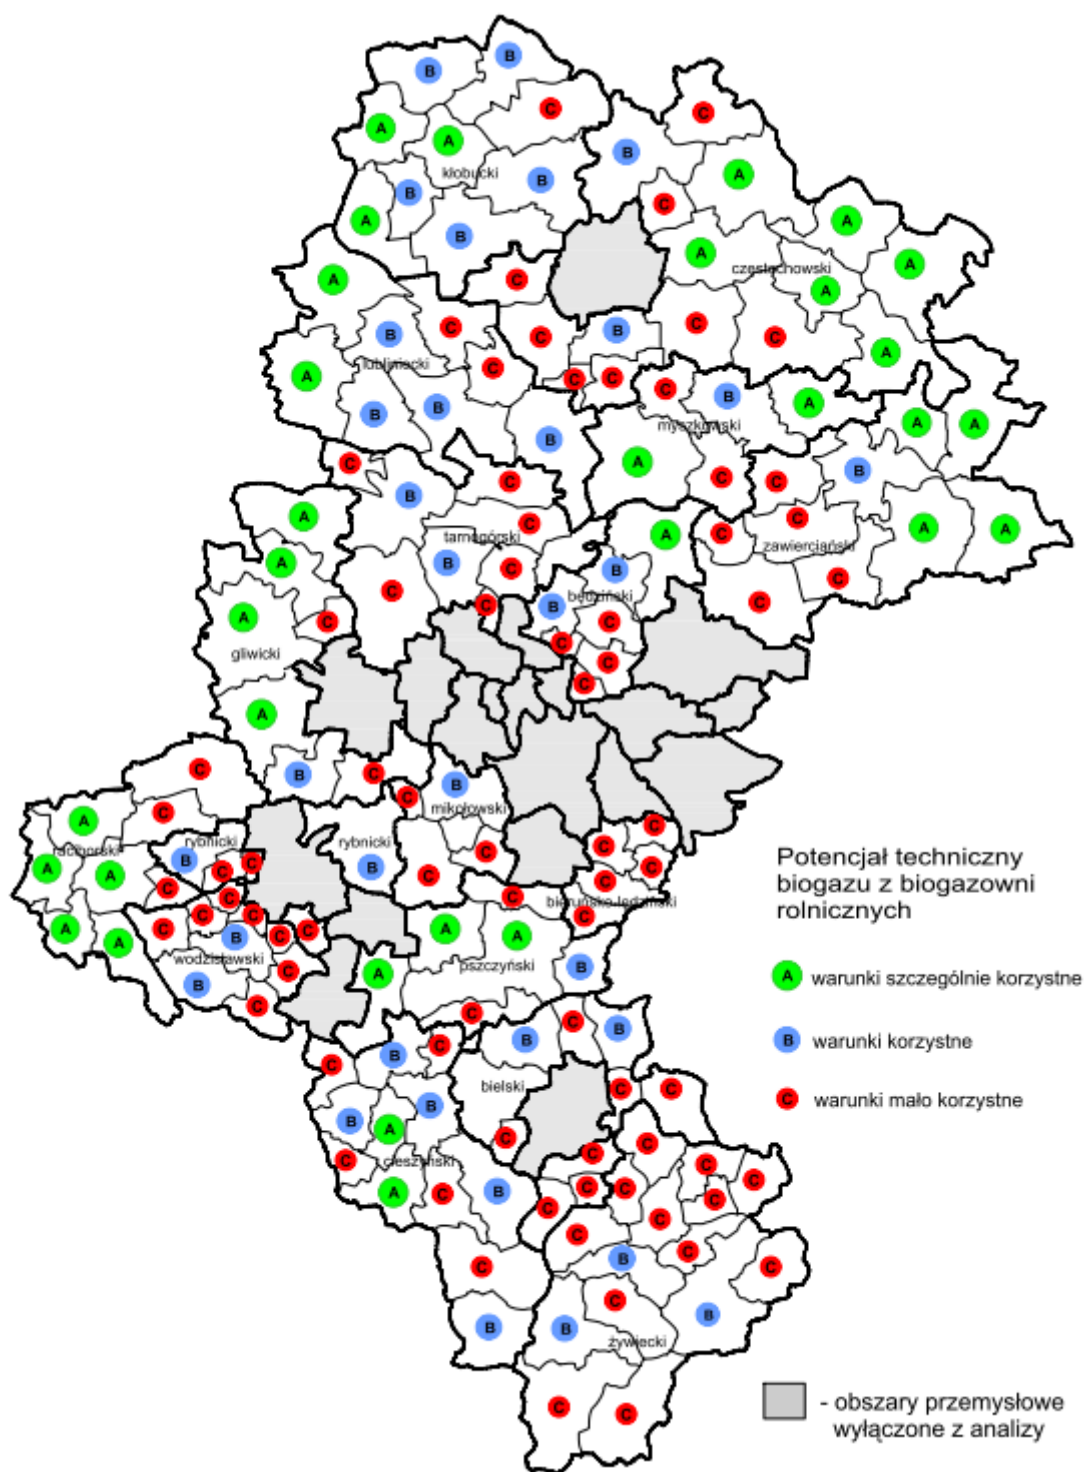 B
B
C
C
A
A
B
kłobucki
A
B
B
C
A
A
B
A
A
częstochowski
C
A
A
C
C
B
B
C
C
A
lubliniecki
C
A
C
C
C
B
A
B
B
A
A
myszkowski
B
A
C
B
C
C
C
B
A
C
C
A
A
C
A
tarnogórski
zawierciański
A
B
C
B
C
C
będziński
C
C
B
A
C
C
C
gliwicki
C
C
A
C
C
B
B
C
mikołowski
C
A
C
rybnicki
rybnicki
C
raciborski
C
Potencjał techniczny
biogazu z biogazowni
rolnicznych
B
C
B
C
C
A
A
C
C
C
C
C
C
bieruńsko-lędziński
C
C
C
C
A
C
C
B
C
A
A
A
wodzisławski
pszczyński
B
C
A
A warunki szczególnie korzystne
B
C
C
C
B
B warunki korzystne
B
C
B
C
C
bielski
C
C
C warunki mało korzystne
B
B
A
C
C
C
cieszyński
C
C
C
A
C
B
C
C
C
C
C
C
C
C
B
C
C
B
B
B
C
żywiecki
- obszary przemysłowe
wyłączone z analizy
C
C